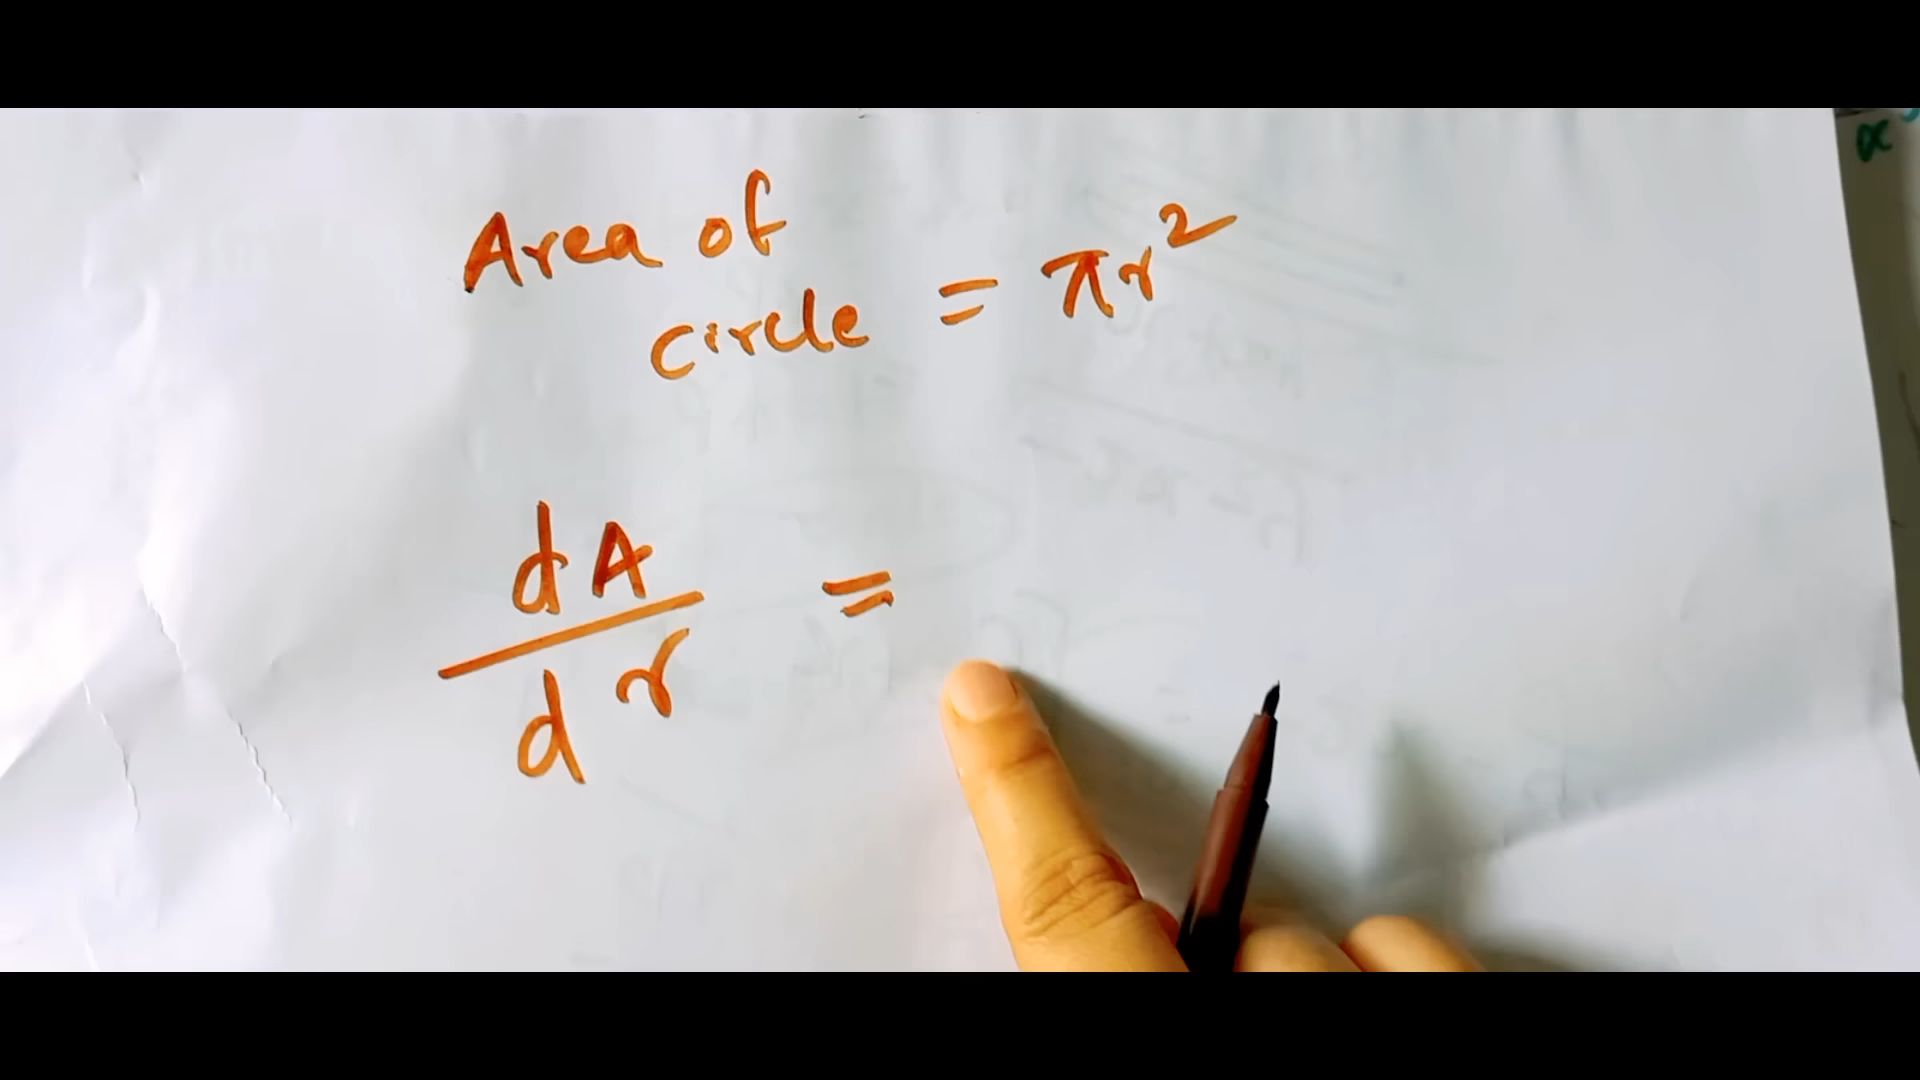 Area of
circle = πr²
dA
dr =
x